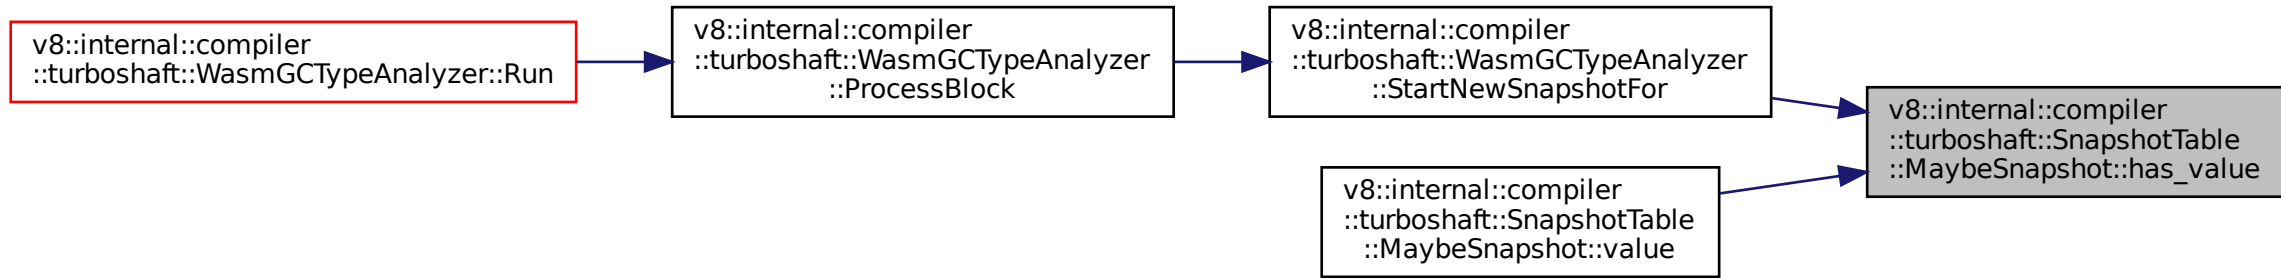 v8::internal::compiler
::turboshaft::WasmGCTypeAnalyzer::Run
v8::internal::compiler
::turboshaft::WasmGCTypeAnalyzer
::ProcessBlock
v8::internal::compiler
::turboshaft::WasmGCTypeAnalyzer
::StartNewSnapshotFor
v8::internal::compiler
::turboshaft::SnapshotTable
::MaybeSnapshot::value
v8::internal::compiler
::turboshaft::SnapshotTable
::MaybeSnapshot::has_value